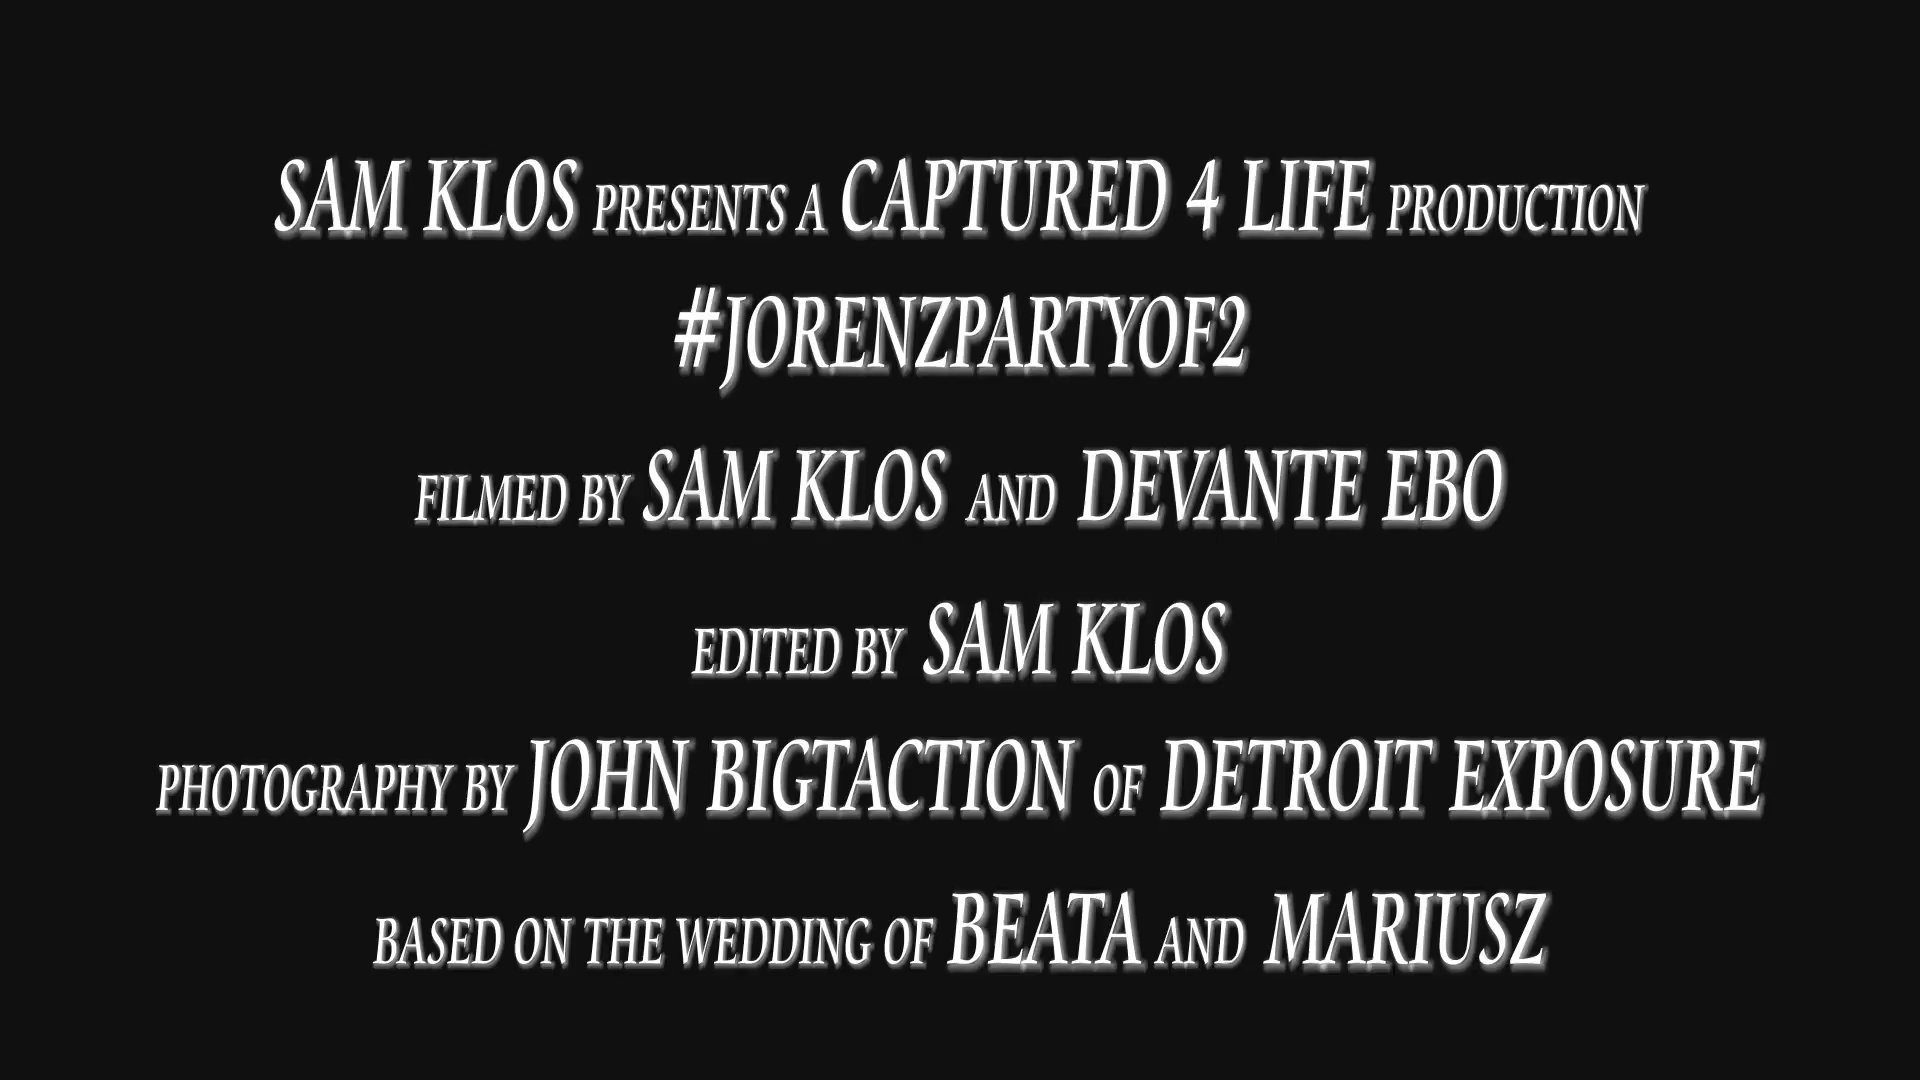 SAM KLOS PRESENTS A CAPTURED 4 LIFE PRODUCTION
#JORENZPARTYOF2
FILMED BY SAM KLOS AND DEVANTE EBO
EDITED BY SAM KLOS
PHOTOGRAPHY BY JOHN BIGTACTION OF DETROIT EXPOSURE
BASED ON THE WEDDING OF BEATA AND MARIUSZ